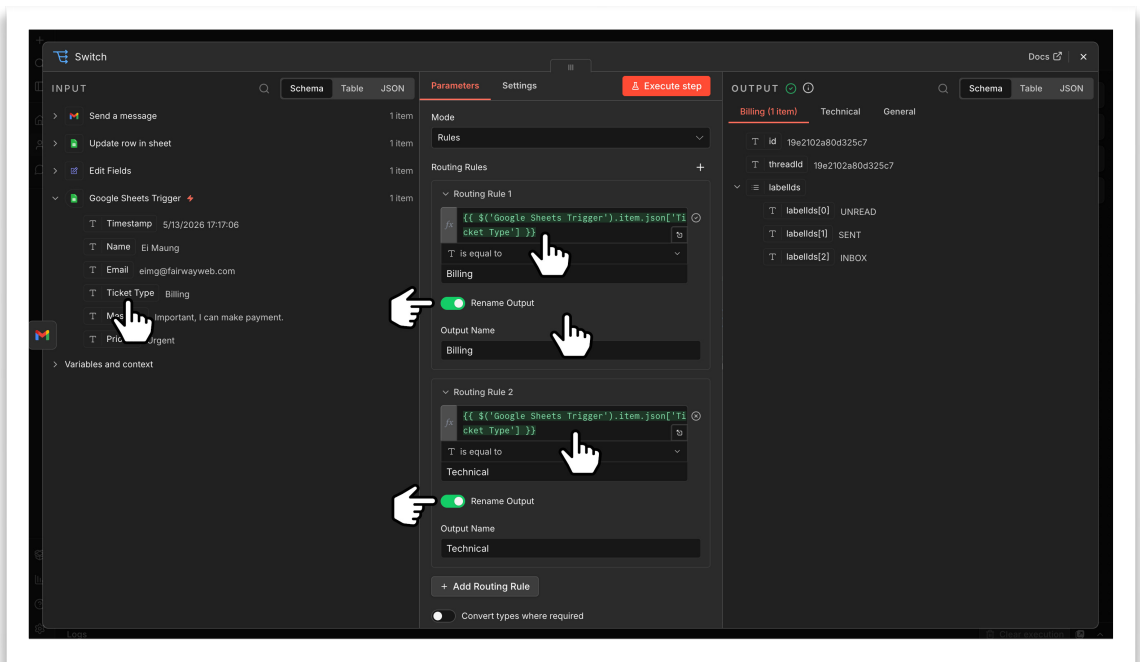 Switch
Docs
INPUT
Schema Table JSON
Send a message 1 item
Update row in sheet 1 item
Edit Fields 1 item
Google Sheets Trigger 1 item
T Timestamp 5/13/2026 17:17:06
T Name Ei Maung
T Email eimg@fairwayweb.com
T Ticket Type Billing
T Important, I can make payment.
T
Variables and context
Parameters Settings
Execute step
Mode
Rules
Routing Rules
Routing Rule 1
fx {{ $('Google Sheets Trigger').item.json['Ti
cket Type'] }}
T is equal to
Billing
Rename Output
Output Name
Billing
Routing Rule 2
fx {{ $('Google Sheets Trigger').item.json['Ti
cket Type'] }}
T is equal to
Technical
Rename Output
Output Name
Technical
+ Add Routing Rule
Convert types where required
OUTPUT
Schema Table JSON
Billing (1 item) Technical General
T id 19e2102a80d325c7
T threadId 19e2102a80d325c7
labelIds
T labelIds[0] UNREAD
T labelIds[1] SENT
T labelIds[2] INBOX
Logs
Clear execution